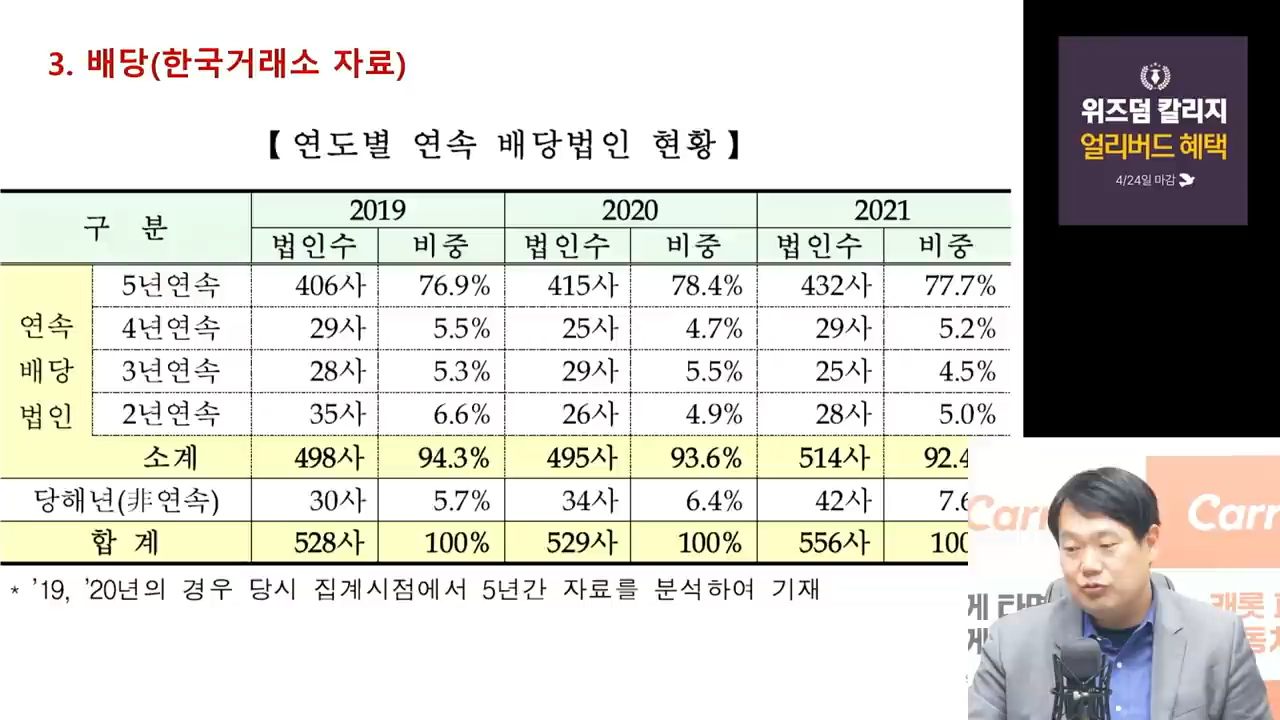 3. 배당(한국거래소 자료)
【 연도별 연속 배당법인 현황 】
구 분 2019 2020 2021
법인수 비중 법인수 비중 법인수 비중
연속 배당 법인
5년연속 406사 76.9% 415사 78.4% 432사 77.7%
4년연속 29사 5.5% 25사 4.7% 29사 5.2%
3년연속 28사 5.3% 29사 5.5% 25사 4.5%
2년연속 35사 6.6% 26사 4.9% 28사 5.0%
소계 498사 94.3% 495사 93.6% 514사 92.4
당해년(非연속) 30사 5.7% 34사 6.4% 42사 7.6
합 계 528사 100% 529사 100% 556사 100
* '19, '20년의 경우 당시 집계시점에서 5년간 자료를 분석하여 기재
위즈덤 칼리지
얼리버드 혜택
4/24일 마감
Carr
Carr
캐롯